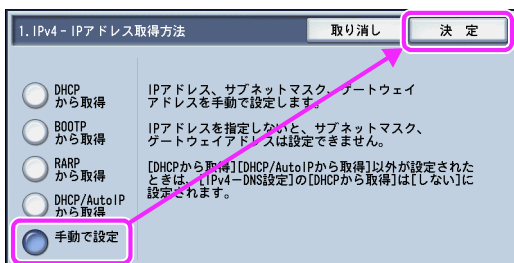 1. IPv4 - IPアドレス取得方法
取り消し
決 定
DHCP
から取得
BOOTP
から取得
RARP
から取得
DHCP/AutoIP
から取得
手動で設定
IPアドレス、サブネットマスク、ゲートウェイ
アドレスを手動で設定します。
IPアドレスを指定しないと、サブネットマスク、
ゲートウェイアドレスは設定できません。
[DHCPから取得][DHCP/AutoIPから取得]以外が設定された
ときは、[IPv4－DNS設定]の[DHCPから取得]は[しない]に
設定されます。